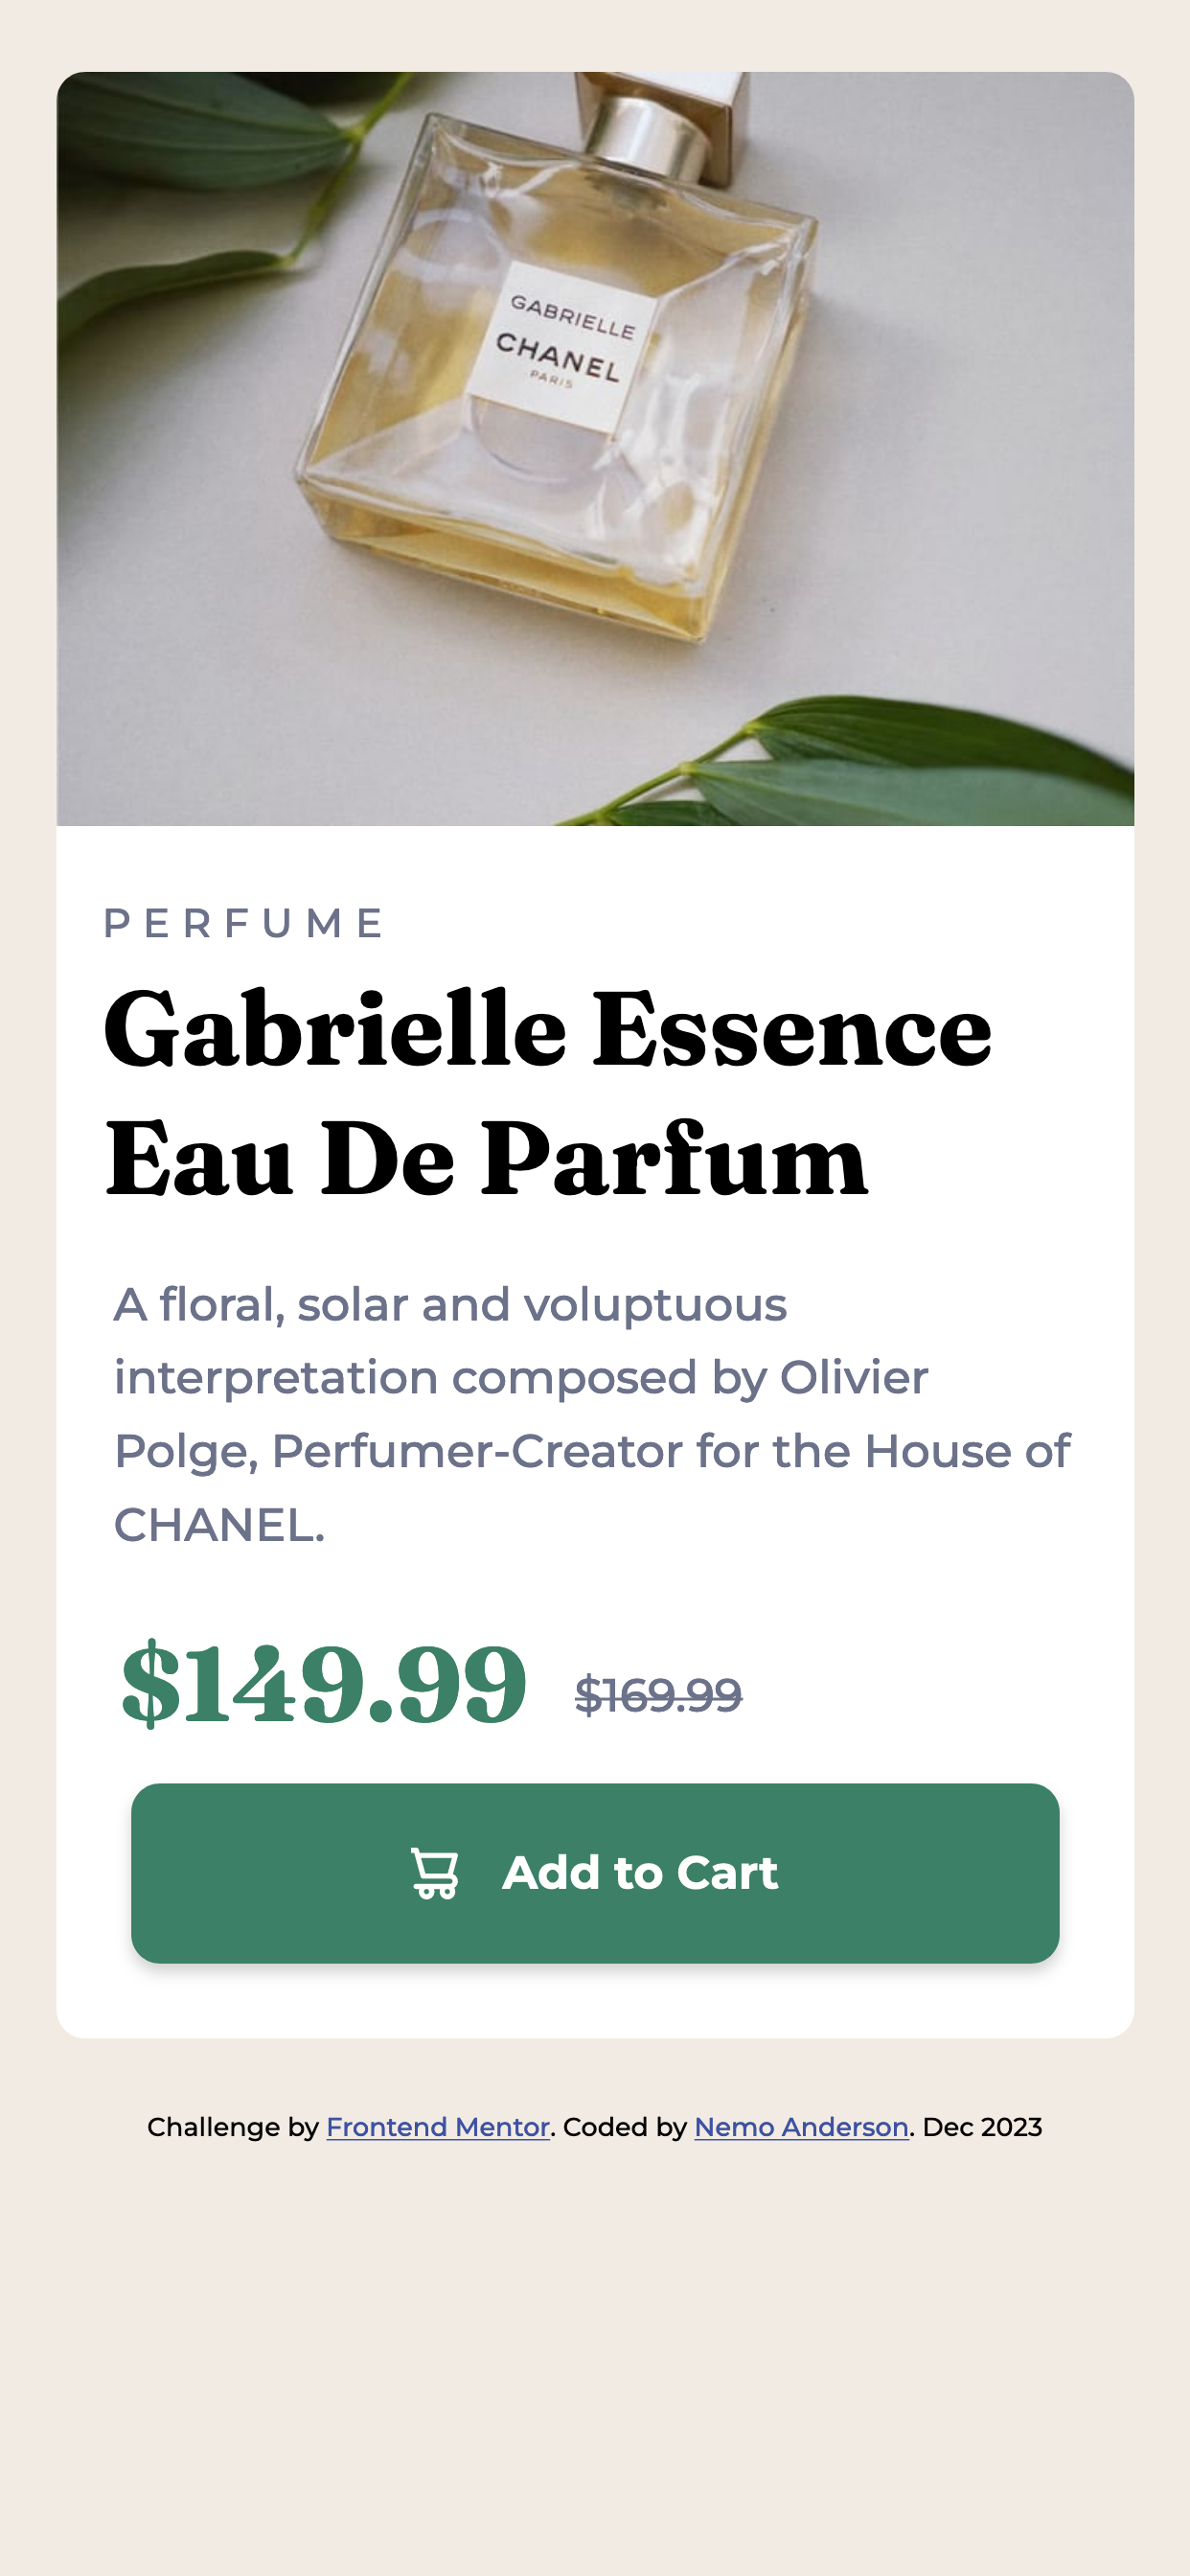 GABRIELLE
CHANEL
PARIS
PERFUME
Gabrielle Essence
Eau De Parfum
A floral, solar and voluptuous
interpretation composed by Olivier
Polge, Perfumer-Creator for the House of
CHANEL.
$149.99 $169.99
Add to Cart
Challenge by Frontend Mentor. Coded by Nemo Anderson. Dec 2023